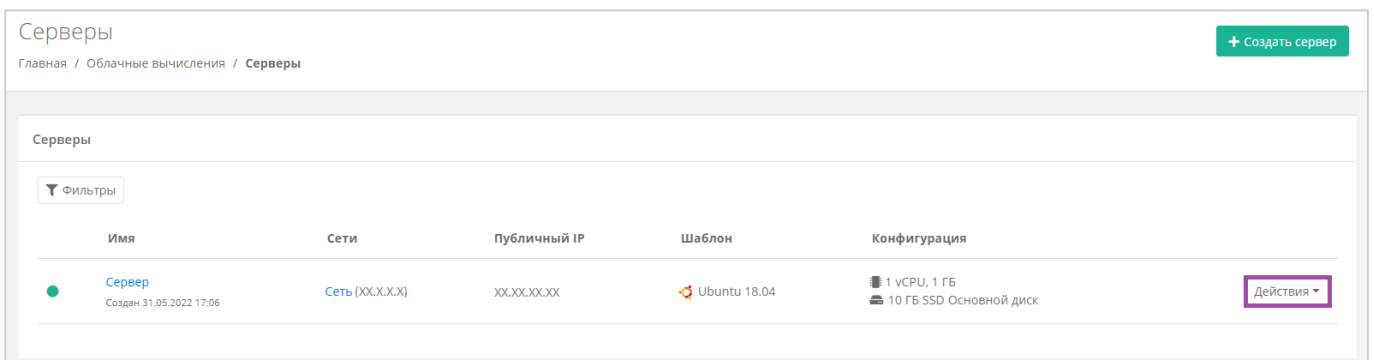 Серверы
+ Создать сервер
Главная / Облачные вычисления / Серверы
Серверы
Фильтры
Имя Сети Публичный IP Шаблон Конфигурация
Сервер Сеть (XX.X.X.X) XX.XX.XX.XX Ubuntu 18.04 1 vCPU, 1 ГБ Действия
Создан 31.05.2022 17:06 10 ГБ SSD Основной диск